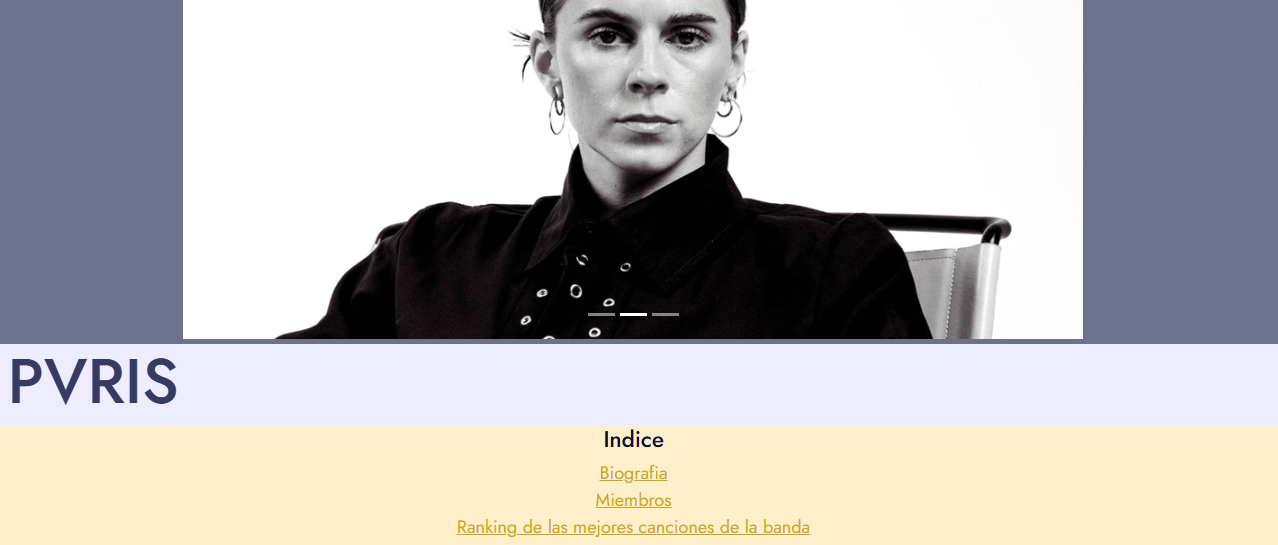 PVRIS
Indice
Biografia
Miembros
Ranking de las mejores canciones de la banda